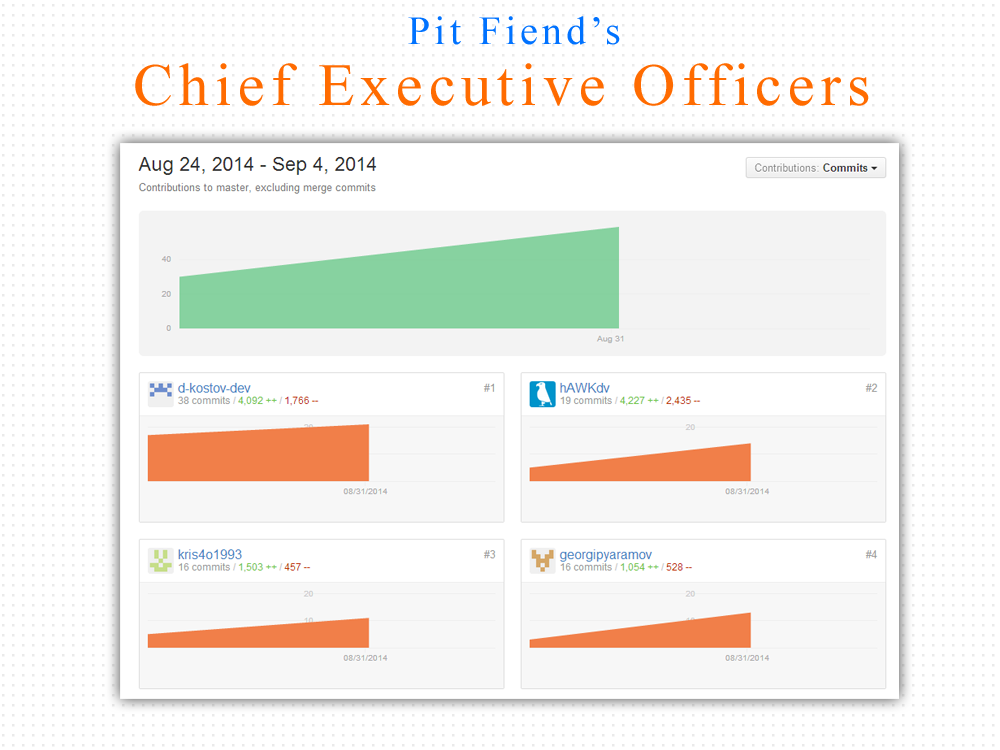 Pit Fiend’s
Chief Executive Officers
Aug 24, 2014 - Sep 4, 2014
Contributions: Commits
Contributions to master, excluding merge commits
40
20
0
Aug 31
d-kostov-dev #1
38 commits / 4,092 ++ / 1,766 --
20
08/31/2014
hAWKdv #2
19 commits / 4,227 ++ / 2,435 --
20
08/31/2014
kris4o1993 #3
16 commits / 1,503 ++ / 457 --
20
10
08/31/2014
georgipyaramov #4
16 commits / 1,054 ++ / 528 --
20
10
08/31/2014